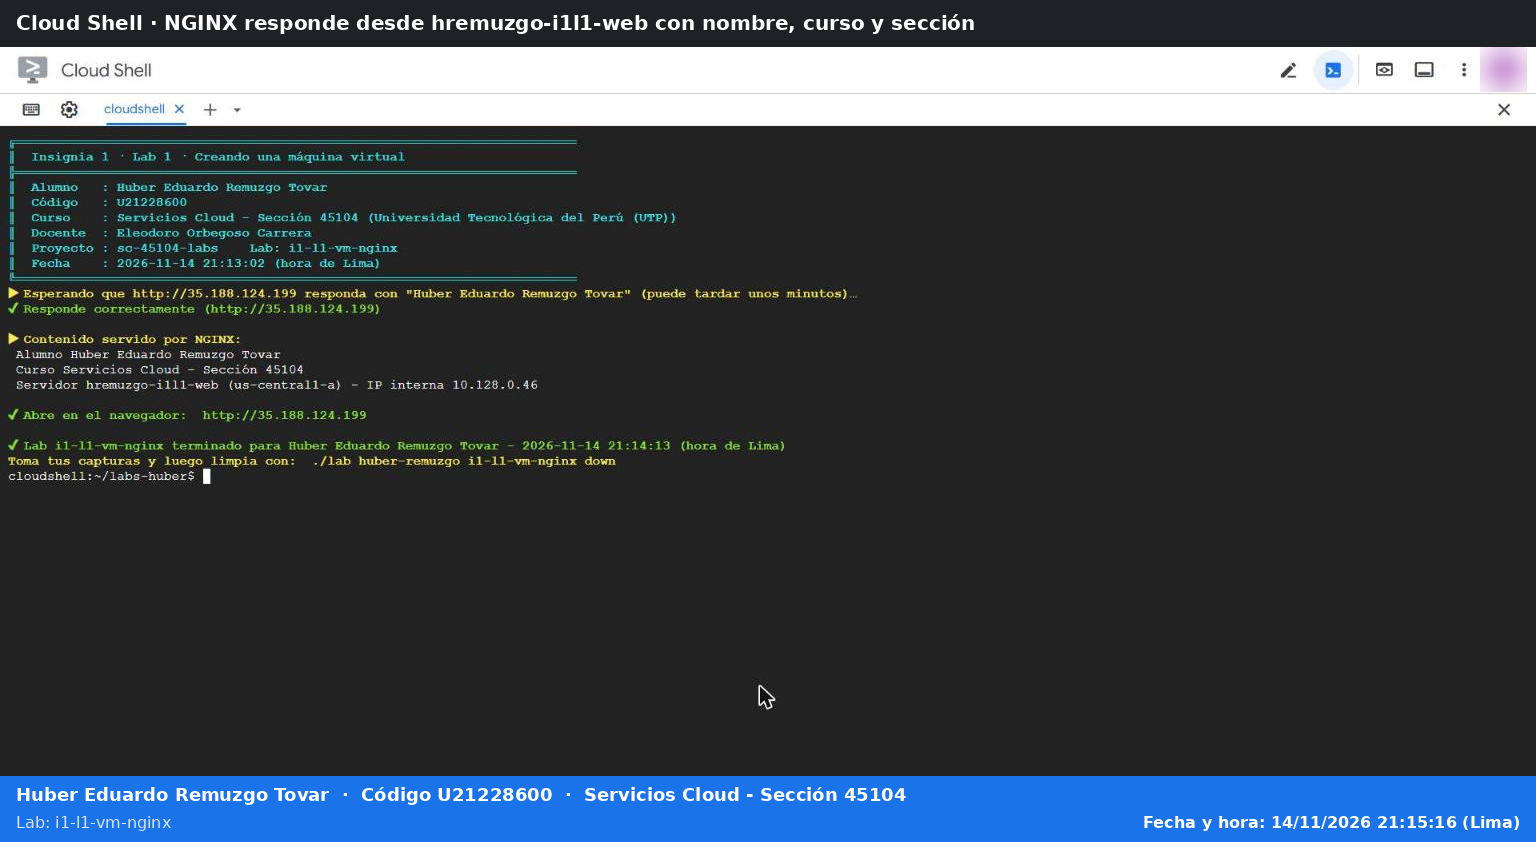 Cloud Shell · NGINX responde desde hremuzgo-i1l1-web con nombre, curso y sección
Cloud Shell
cloudshell
Insignia 1 · Lab 1 · Creando una máquina virtual
Alumno : Huber Eduardo Remuzgo Tovar
Código : U21228600
Curso : Servicios Cloud - Sección 45104 (Universidad Tecnológica del Perú (UTP))
Docente : Eleodoro Orbegoso Carrera
Proyecto : sc-45104-labs Lab: i1-l1-vm-nginx
Fecha : 2026-11-14 21:13:02 (hora de Lima)
▶ Esperando que http://35.188.124.199 responda con "Huber Eduardo Remuzgo Tovar" (puede tardar unos minutos)…
✔ Responde correctamente (http://35.188.124.199)
▶ Contenido servido por NGINX:
Alumno Huber Eduardo Remuzgo Tovar
Curso Servicios Cloud - Sección 45104
Servidor hremuzgo-i1l1-web (us-central1-a) - IP interna 10.128.0.46
✔ Abre en el navegador: http://35.188.124.199
✔ Lab i1-l1-vm-nginx terminado para Huber Eduardo Remuzgo Tovar - 2026-11-14 21:14:13 (hora de Lima)
Toma tus capturas y luego limpia con: ./lab huber-remuzgo i1-l1-vm-nginx down
cloudshell:~/labs-huber$
Huber Eduardo Remuzgo Tovar · Código U21228600 · Servicios Cloud - Sección 45104
Lab: i1-l1-vm-nginx
Fecha y hora: 14/11/2026 21:15:16 (Lima)